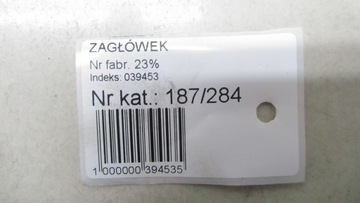 ZAGŁÓWEK
Nr fabr. 23%
Indeks: 039453
Nr kat.: 187/284
1 000000 394535